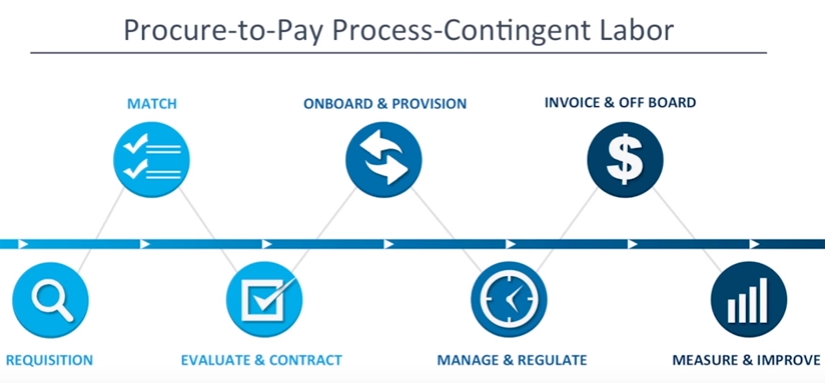 Procure-to-Pay Process-Contingent Labor
MATCH
ONBOARD & PROVISION
INVOICE & OFF BOARD
$
REQUISITION
EVALUATE & CONTRACT
MANAGE & REGULATE
MEASURE & IMPROVE